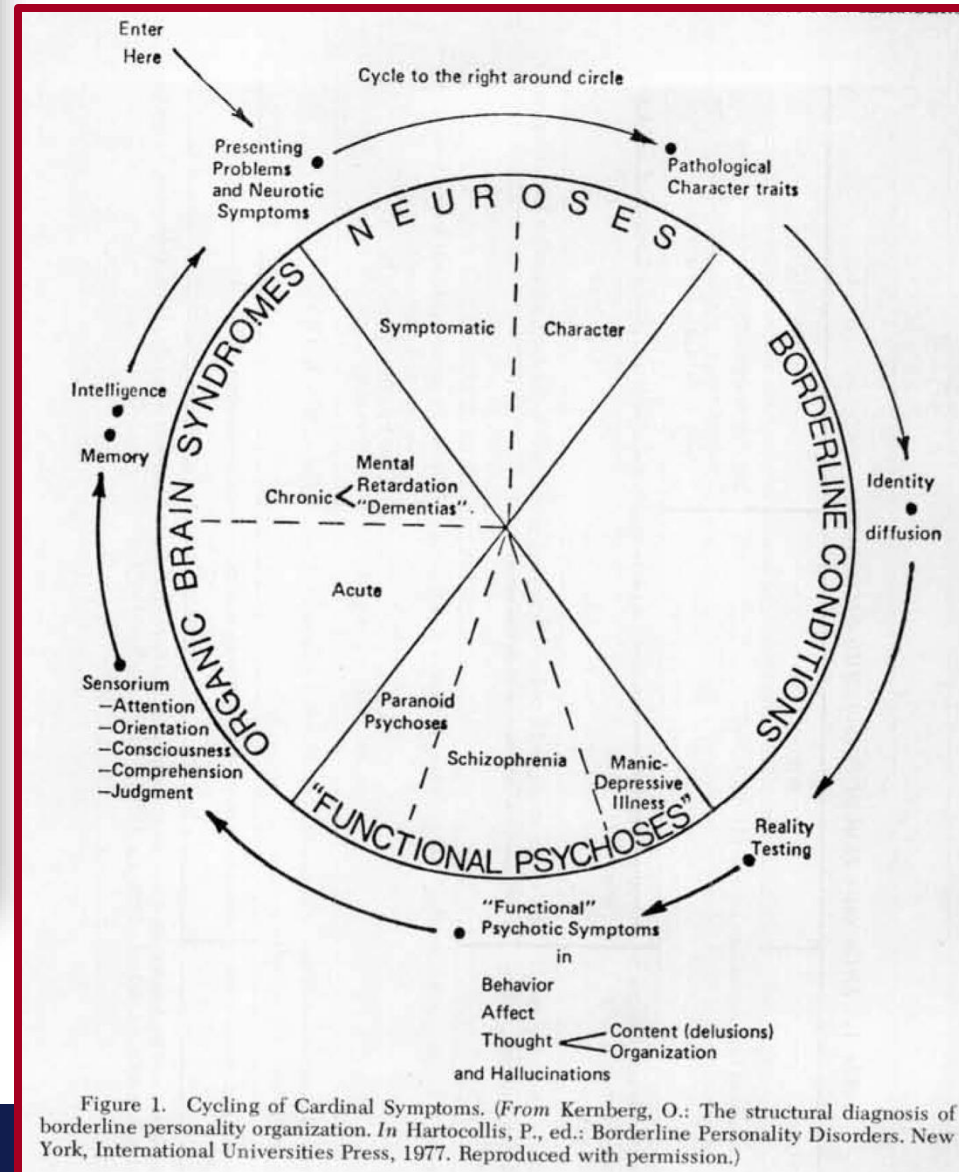 Enter
Here
Cycle to the right around circle
Presenting
Problems
and Neurotic
Symptoms
Pathological
Character traits
NEUROSES
Symptomatic
Character
BORDERLINE CONDITIONS
Identity
diffusion
Reality
Testing
"FUNCTIONAL PSYCHOSES"
Paranoid
Psychoses
Schizophrenia
Manic-
Depressive
Illness
"Functional"
Psychotic Symptoms
in
Behavior
Affect
Thought
Content (delusions)
Organization
and Hallucinations
Sensorium
—Attention
—Orientation
—Consciousness
—Comprehension
—Judgment
ORGANIC BRAIN SYNDROMES
Acute
Chronic
Mental
Retardation
"Dementias".
Memory
Intelligence
Figure 1. Cycling of Cardinal Symptoms. (From Kernberg, O.: The structural diagnosis of
borderline personality organization. In Hartocollis, P., ed.: Borderline Personality Disorders. New
York, International Universities Press, 1977. Reproduced with permission.)